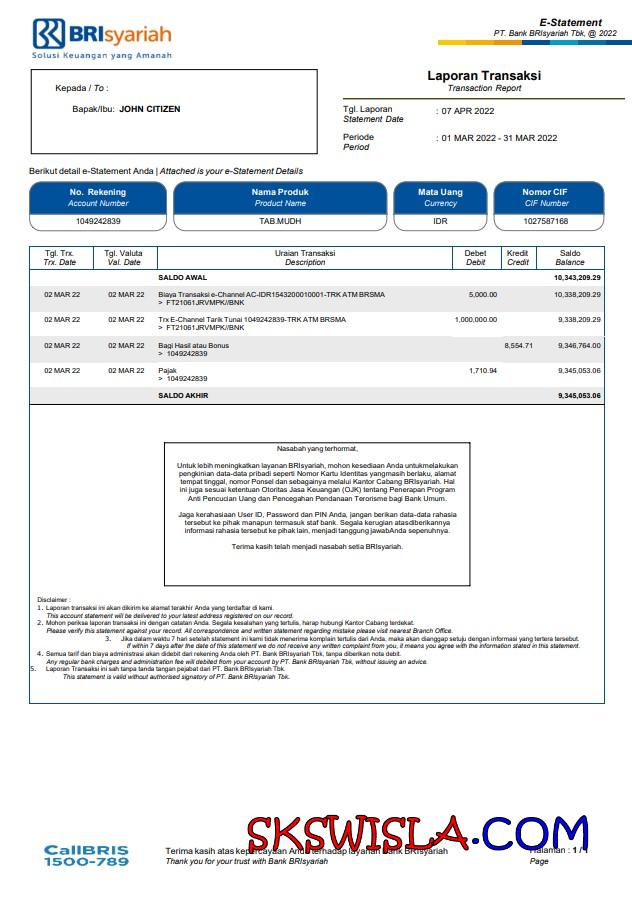 BRIsyariah
Solusi Keuangan yang Amanah
E-Statement
PT. Bank BRIsyariah Tbk, @ 2022
Kepada / To :
Bapak/Ibu: JOHN CITIZEN
Laporan Transaksi
Transaction Report
Tgl. Laporan : 07 APR 2022
Statement Date
Periode : 01 MAR 2022 - 31 MAR 2022
Period
Berikut detail e-Statement Anda | Attached is your e-Statement Details
No. Rekening Nama Produk Mata Uang Nomor CIF
Account Number Product Name Currency CIF Number
1049242839 TAB.MUDH IDR 1027587168
Tgl. Trx. Tgl. Valuta Uraian Transaksi Debet Kredit Saldo
Trx. Date Val. Date Description Debit Credit Balance
SALDO AWAL 10,343,209.29
02 MAR 22 02 MAR 22 Biaya Transaksi e-Channel AC-IDR1543200010001-TRK ATM BRSMA 5,000.00 10,338,209.29
> FT21061JRVMPK//BNK
02 MAR 22 02 MAR 22 Trx E-Channel Tarik Tunai 1049242839-TRK ATM BRSMA 1,000,000.00 9,338,209.29
> FT21061JRVMPK//BNK
02 MAR 22 02 MAR 22 Bagi Hasil atau Bonus 8,554.71 9,346,764.00
> 1049242839
02 MAR 22 02 MAR 22 Pajak 1,710.94 9,345,053.06
> 1049242839
SALDO AKHIR 9,345,053.06
Nasabah yang terhormat,
Untuk lebih meningkatkan layanan BRIsyariah, mohon kesediaan Anda untukmelakukan
pengkinian data-data pribadi seperti Nomor Kartu Identitas yangmasih berlaku, alamat
tempat tinggal, nomor Ponsel dan sebagainya melalui Kantor Cabang BRIsyariah. Hal
ini juga sesuai ketentuan Otoritas Jasa Keuangan (OJK) tentang Penerapan Program
Anti Pencucian Uang dan Pencegahan Pendanaan Terorisme bagi Bank Umum.
Jaga kerahasiaan User ID, Password dan PIN Anda, jangan berikan data-data rahasia
tersebut ke pihak manapun termasuk staf bank. Segala kerugian atasdiberikannya
informasi rahasia tersebut ke pihak lain, menjadi tanggung jawabAnda sepenuhnya.
Terima kasih telah menjadi nasabah setia BRIsyariah.
Disclaimer :
1. Laporan transaksi ini akan dikirim ke alamat terakhir Anda yang terdaftar di kami.
This account statement will be delivered to your latest address registered on our record.
2. Mohon periksa laporan transaksi ini dengan catatan Anda. Segala kesalahan yang tertulis, harap hubungi Kantor Cabang terdekat.
Please verify this statement against your record. All correspondence and written statement regarding mistake please visit nearest Branch Office.
3. Jika dalam waktu 7 hari setelah statement ini kami tidak menerima komplain tertulis dari Anda, maka akan dianggap setuju dengan informasi yang tertera tersebut.
If within 7 days after the date of this statement we do not receive any written complaint from you, it means you agree with the information stated in this statement.
4. Semua tarif dan biaya administrasi akan didebit dari rekening Anda oleh PT. Bank BRIsyariah Tbk, tanpa diberikan nota debit.
Any regular bank charges and administration fee will debited from your account by PT. Bank BRIsyariah Tbk, without issuing an advice.
5. Laporan Transaksi ini sah tanpa tanda tangan pejabat dari PT. Bank BRIsyariah Tbk.
This statement is valid without authorised signatory of PT. Bank BRIsyariah Tbk.
SKSWISLA.COM
CallBRIS
1500-789
Terima kasih atas kepercayaan Anda terhadap layanan Bank BRIsyariah
Thank you for your trust with Bank BRIsyariah
Halaman : 1 / 1
Page